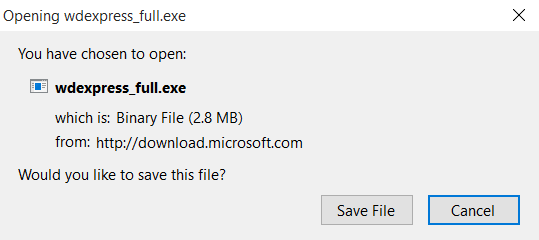 Opening wdexpress_full.exe
You have chosen to open:
wdexpress_full.exe
which is: Binary File (2.8 MB)
from: http://download.microsoft.com
Would you like to save this file?
Save File Cancel